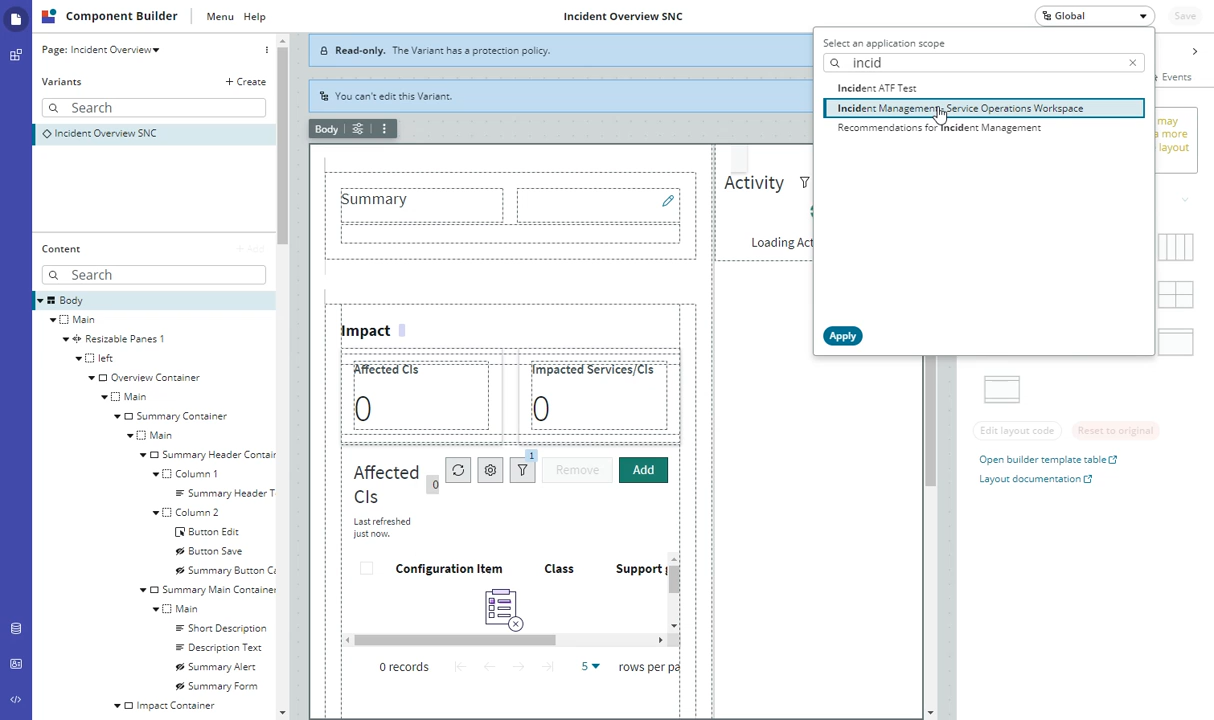 Component Builder
Menu Help
Incident Overview SNC
Global
Save
Page: Incident Overview
Variants
+ Create
Search
Incident Overview SNC
Content
+ Add
Search
Body
Main
Resizable Panes 1
left
Overview Container
Main
Summary Container
Main
Summary Header Contain
Column 1
Summary Header T
Column 2
Button Edit
Button Save
Summary Button Ca
Summary Main Container
Main
Short Description
Description Text
Summary Alert
Summary Form
Impact Container
Read-only. The Variant has a protection policy.
You can't edit this Variant.
Body
Summary
Impact
Affected CIs
0
Impacted Services/CIs
0
Affected CIs
0
1
Remove
Add
Last refreshed
just now.
Configuration Item Class Support g
0 records
5
rows per pa
Activity
Loading Act
Select an application scope
incid
Incident ATF Test
Incident Management - Service Operations Workspace
Recommendations for Incident Management
Apply
Events
may
a more
layout
Edit layout code
Reset to original
Open builder template table
Layout documentation